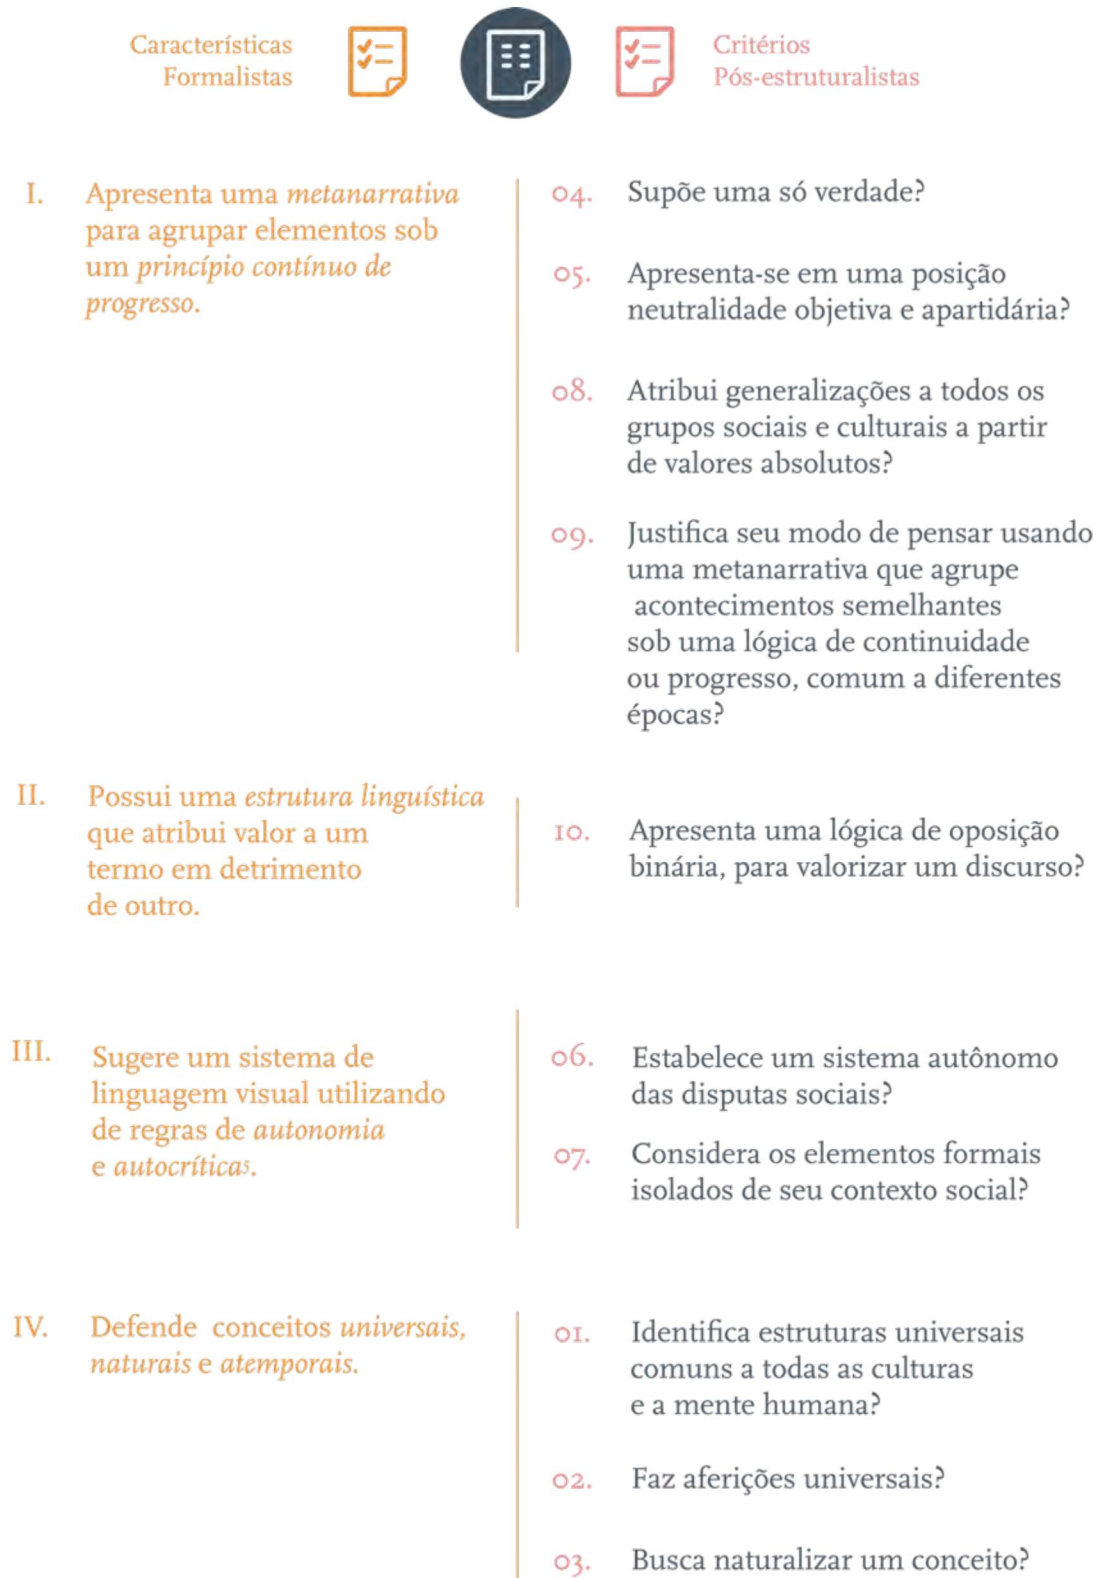 Características
Formalistas
Critérios
Pós-estruturalistas
I. Apresenta uma metanarrativa
para agrupar elementos sob
um princípio contínuo de
progresso.
04. Supõe uma só verdade?
05. Apresenta-se em uma posição
neutralidade objetiva e apartidária?
08. Atribui generalizações a todos os
grupos sociais e culturais a partir
de valores absolutos?
09. Justifica seu modo de pensar usando
uma metanarrativa que agrupe
acontecimentos semelhantes
sob uma lógica de continuidade
ou progresso, comum a diferentes
épocas?
II. Possui uma estrutura linguística
que atribui valor a um
termo em detrimento
de outro.
10. Apresenta uma lógica de oposição
binária, para valorizar um discurso?
III. Sugere um sistema de
linguagem visual utilizando
de regras de autonomia
e autocrítica5.
06. Estabelece um sistema autônomo
das disputas sociais?
07. Considera os elementos formais
isolados de seu contexto social?
IV. Defende conceitos universais,
naturais e atemporais.
01. Identifica estruturas universais
comuns a todas as culturas
e a mente humana?
02. Faz aferições universais?
03. Busca naturalizar um conceito?